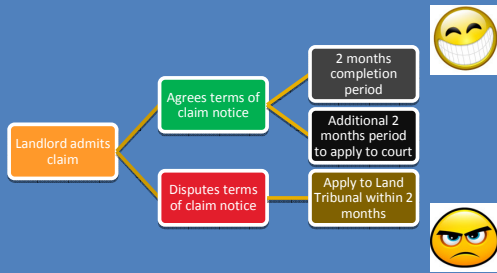 Landlord admits
claim
Agrees terms of
claim notice
2 months
completion
period
Additional 2
months period
to apply to court
Disputes terms
of claim notice
Apply to Land
Tribunal within 2
months